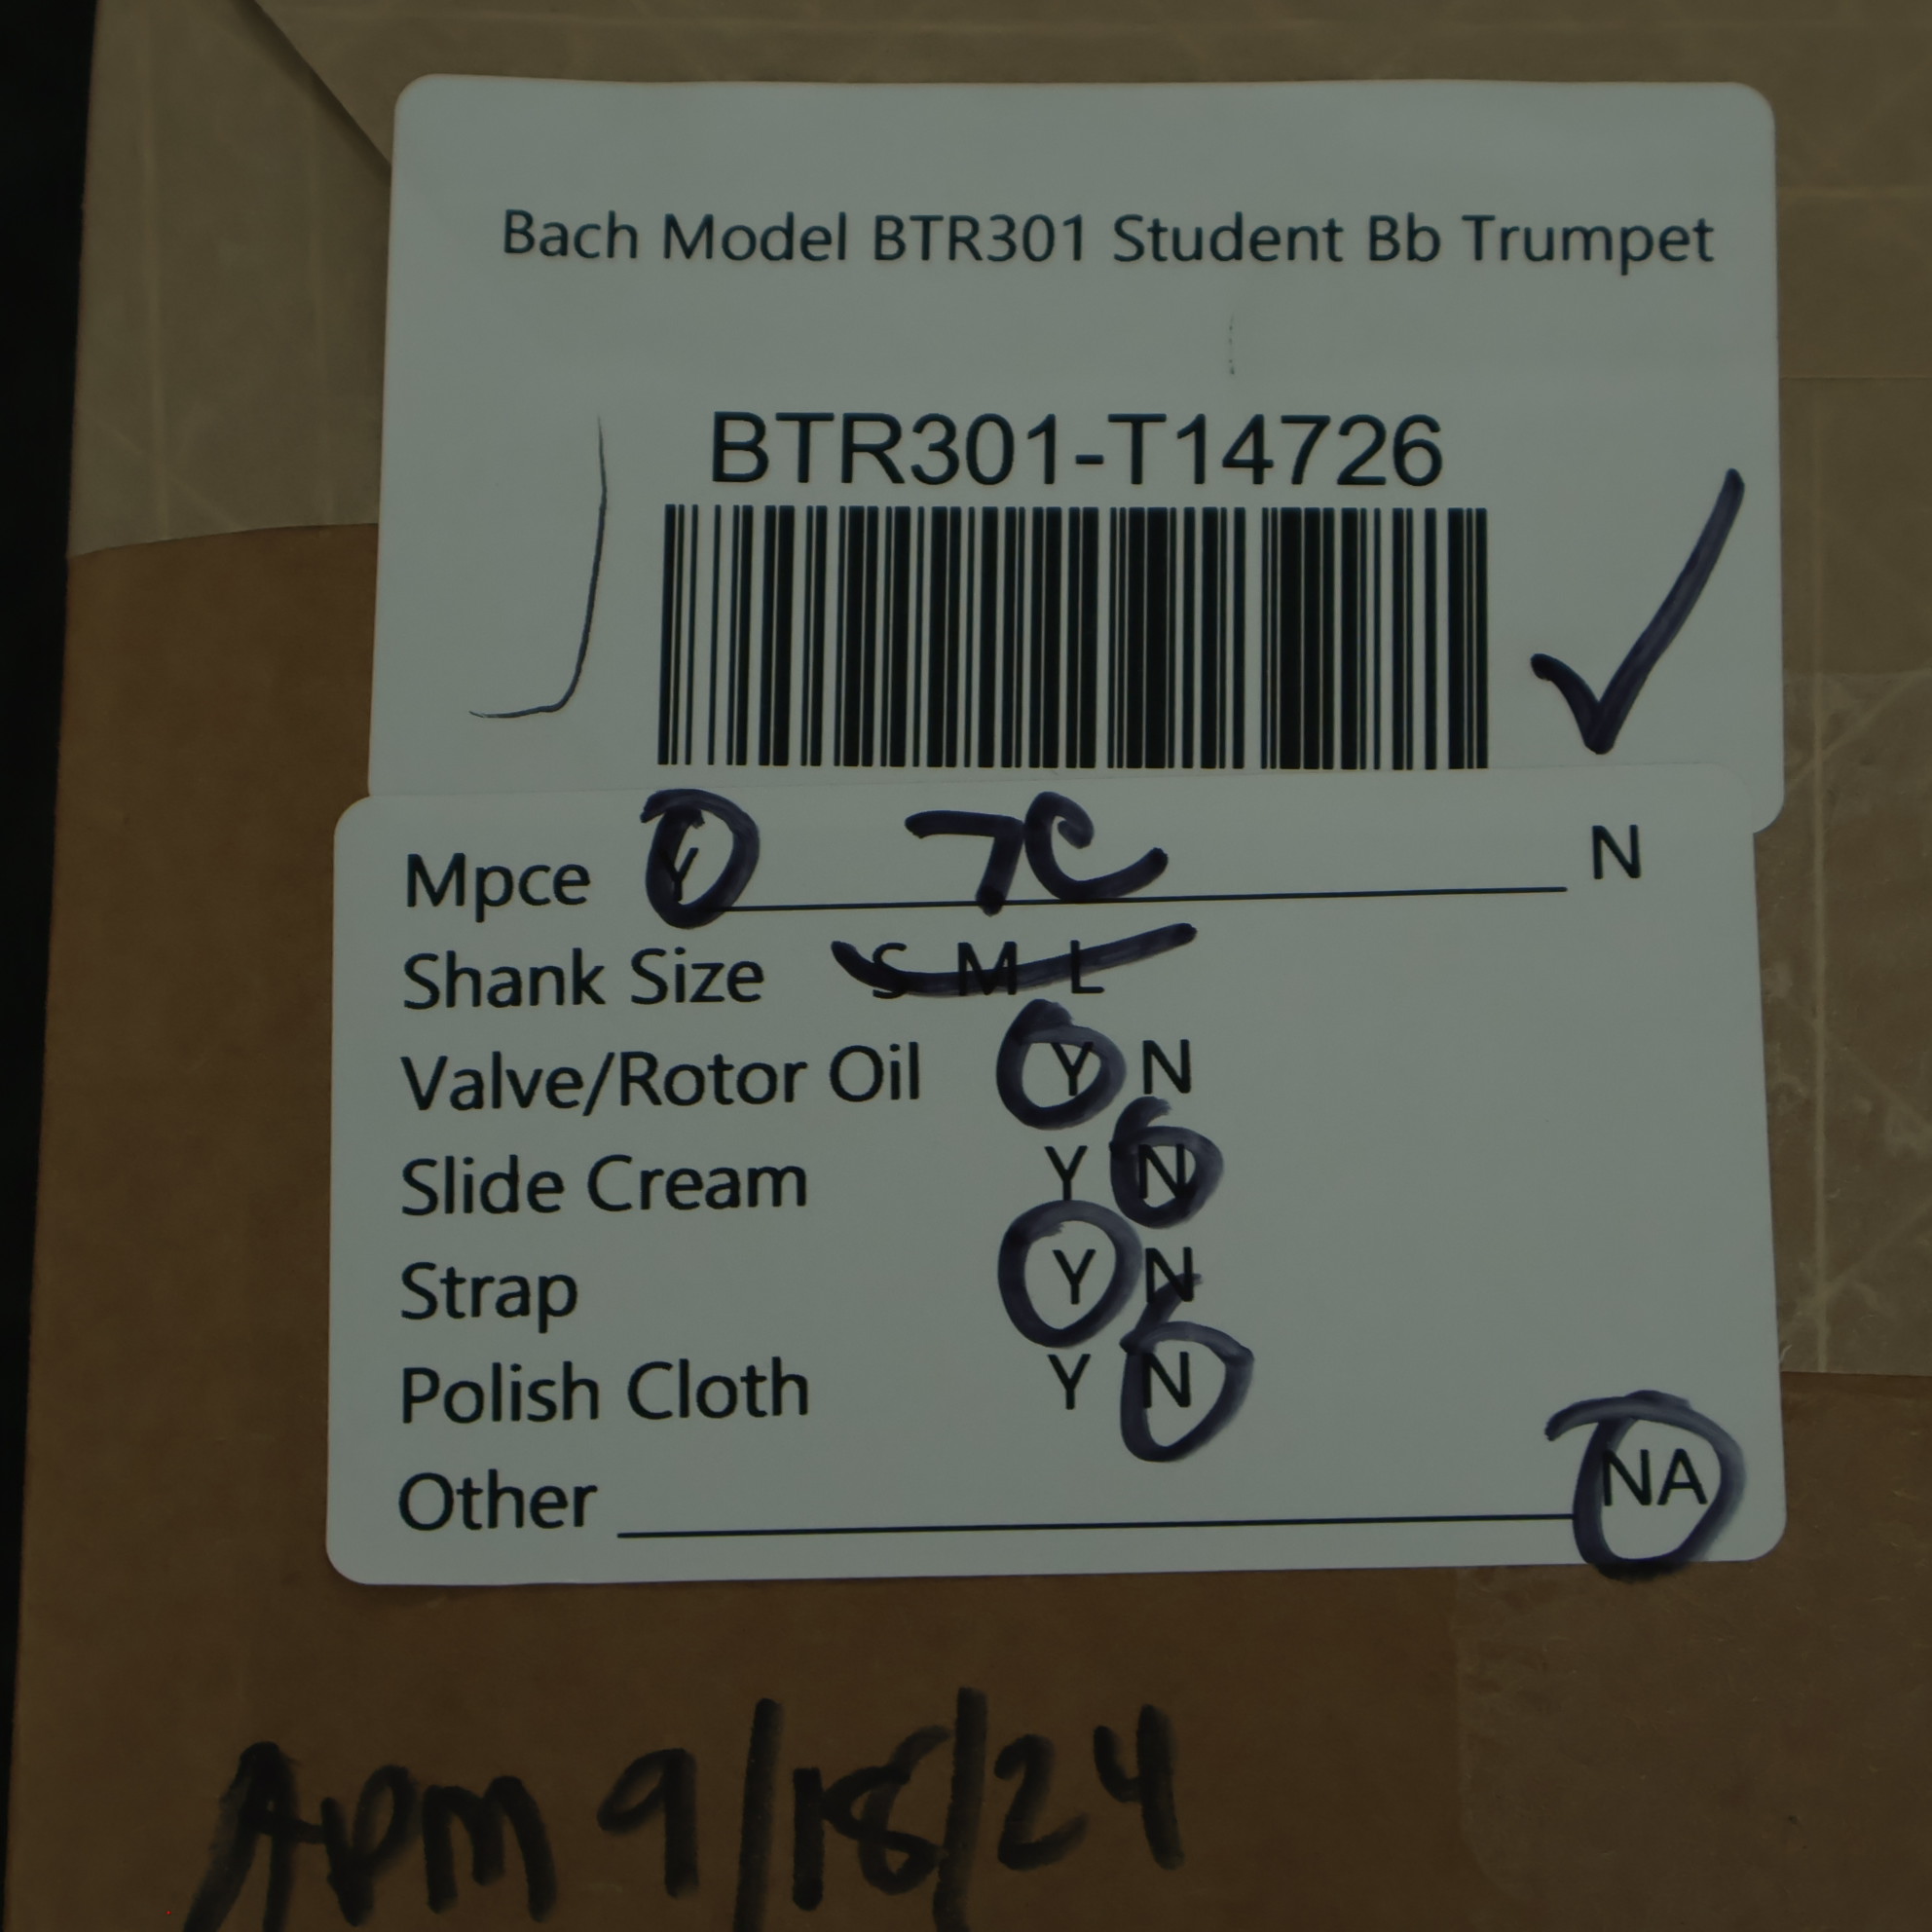 Bach Model BTR301 Student Bb Trumpet
BTR301-T14726
Mpce Y 7C N
Shank Size S M L
Valve/Rotor Oil Y N
Slide Cream Y N
Strap Y N
Polish Cloth Y N
Other NA
APM 9/18/24